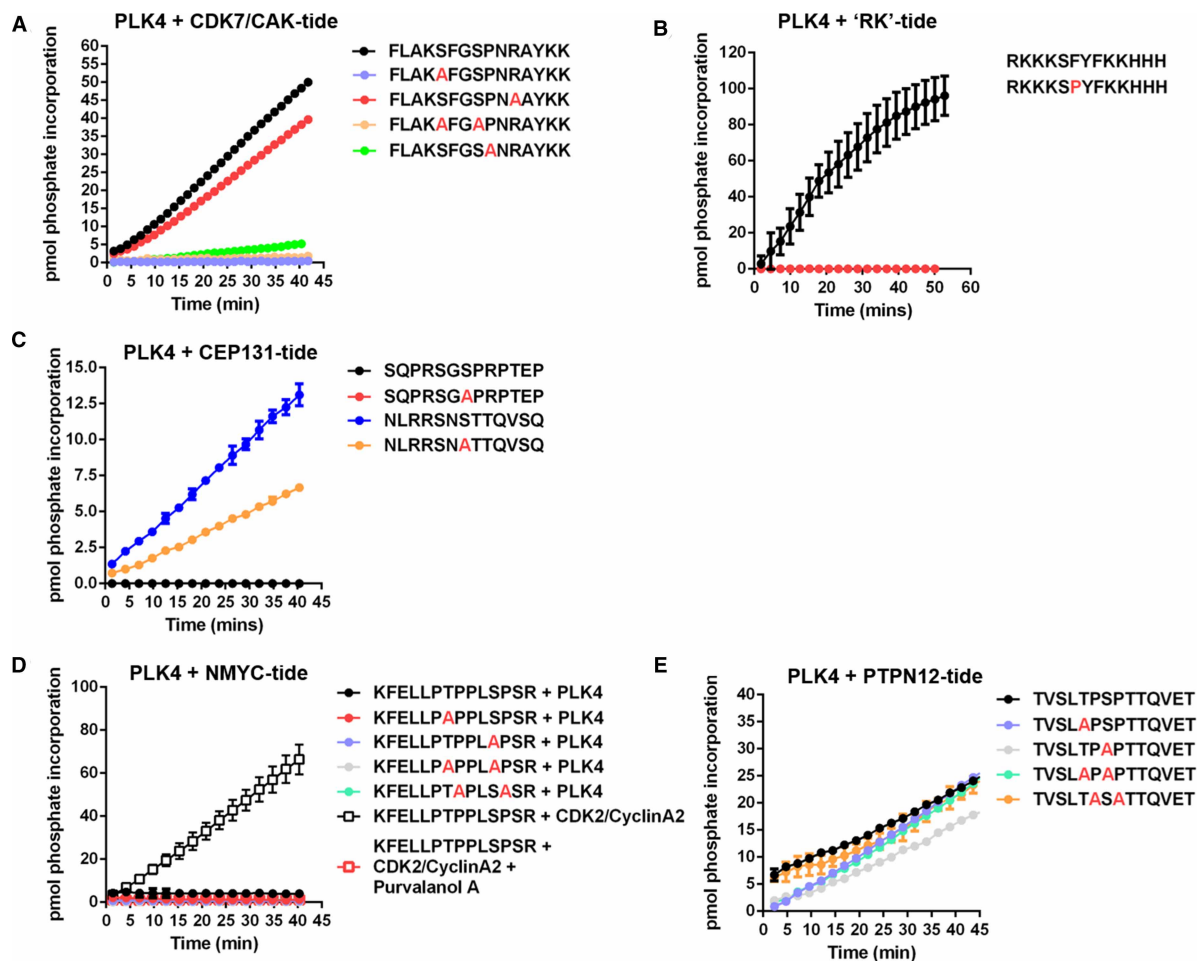 A
PLK4 + CDK7/CAK-tide
pmol phosphate incorporation
60
55
50
45
40
35
30
25
20
15
10
5
0
0 5 10 15 20 25 30 35 40 45
Time (min)
FLAKSFGSPNRAYKK
FLAKAFGSPNRAYKK
FLAKSFGSPNAAYKK
FLAKAFGAPNRAYKK
FLAKSFGSANRAYKK
B
PLK4 + ‘RK’-tide
pmol phosphate incorporation
120
100
80
60
40
20
0
0 10 20 30 40 50 60
Time (mins)
RKKKSFYFKKHHH
RKKKSPYFKKHHH
C
PLK4 + CEP131-tide
pmol phosphate incorporation
15.0
12.5
10.0
7.5
5.0
2.5
0.0
0 5 10 15 20 25 30 35 40 45
Time (mins)
SQPRSGSPRPTEP
SQPRSGAPRPTEP
NLRRSNSTTQVSQ
NLRRSNATTQVSQ
D
PLK4 + NMYC-tide
pmol phosphate incorporation
100
80
60
40
20
0
0 5 10 15 20 25 30 35 40 45
Time (min)
KFELLPTPPLSPSR + PLK4
KFELLPAPPLSPSR + PLK4
KFELLPTPPLAPSR + PLK4
KFELLPAPPLAPSR + PLK4
KFELLPTAPLSASR + PLK4
KFELLPTPPLSPSR + CDK2/CyclinA2
KFELLPTPPLSPSR +
CDK2/CyclinA2 +
Purvalanol A
E
PLK4 + PTPN12-tide
pmol phosphate incorporation
40
35
30
25
20
15
10
5
0
0 5 10 15 20 25 30 35 40 45
Time (min)
TVSLTPSPTTQVET
TVSLAPSPTTQVET
TVSLTPAPTTQVET
TVSLAPAPTTQVET
TVSLTASATTQVET